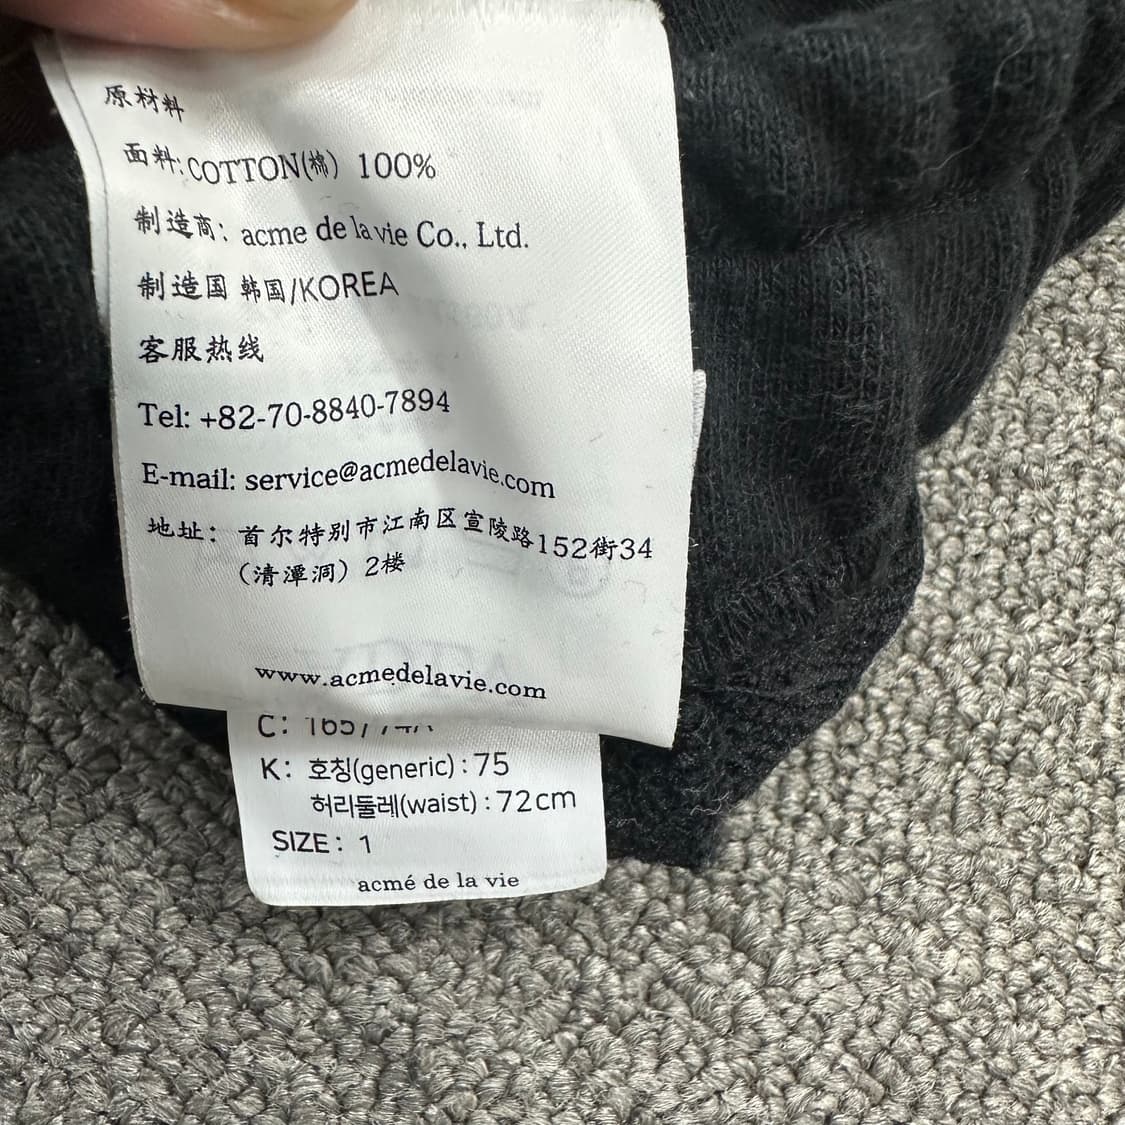 原材料
面料:COTTON(棉) 100%
制造商: acme de la vie Co., Ltd.
制造国 韩国/KOREA
客服热线
Tel: +82-70-8840-7894
E-mail: service@acmedelavie.com
地址: 首尔特别市江南区宣陵路152街34
(清潭洞) 2楼
www.acmedelavie.com
C: 165/
K: 호칭(generic) : 75
허리둘레(waist) : 72cm
SIZE : 1
acmé de la vie